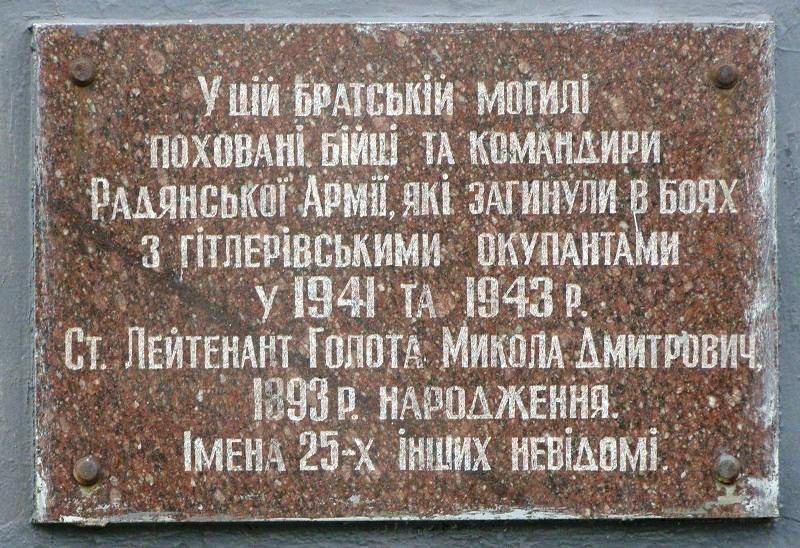 У цій братській могилі
поховані бійці та командири
Радянської Армії, які загинули в боях
з гітлерівськими окупантами
у 1941 та 1943 р.
Ст. Лейтенант Голота Микола Дмитрович,
1893 р. народження.
Імена 25-х інших невідомі.